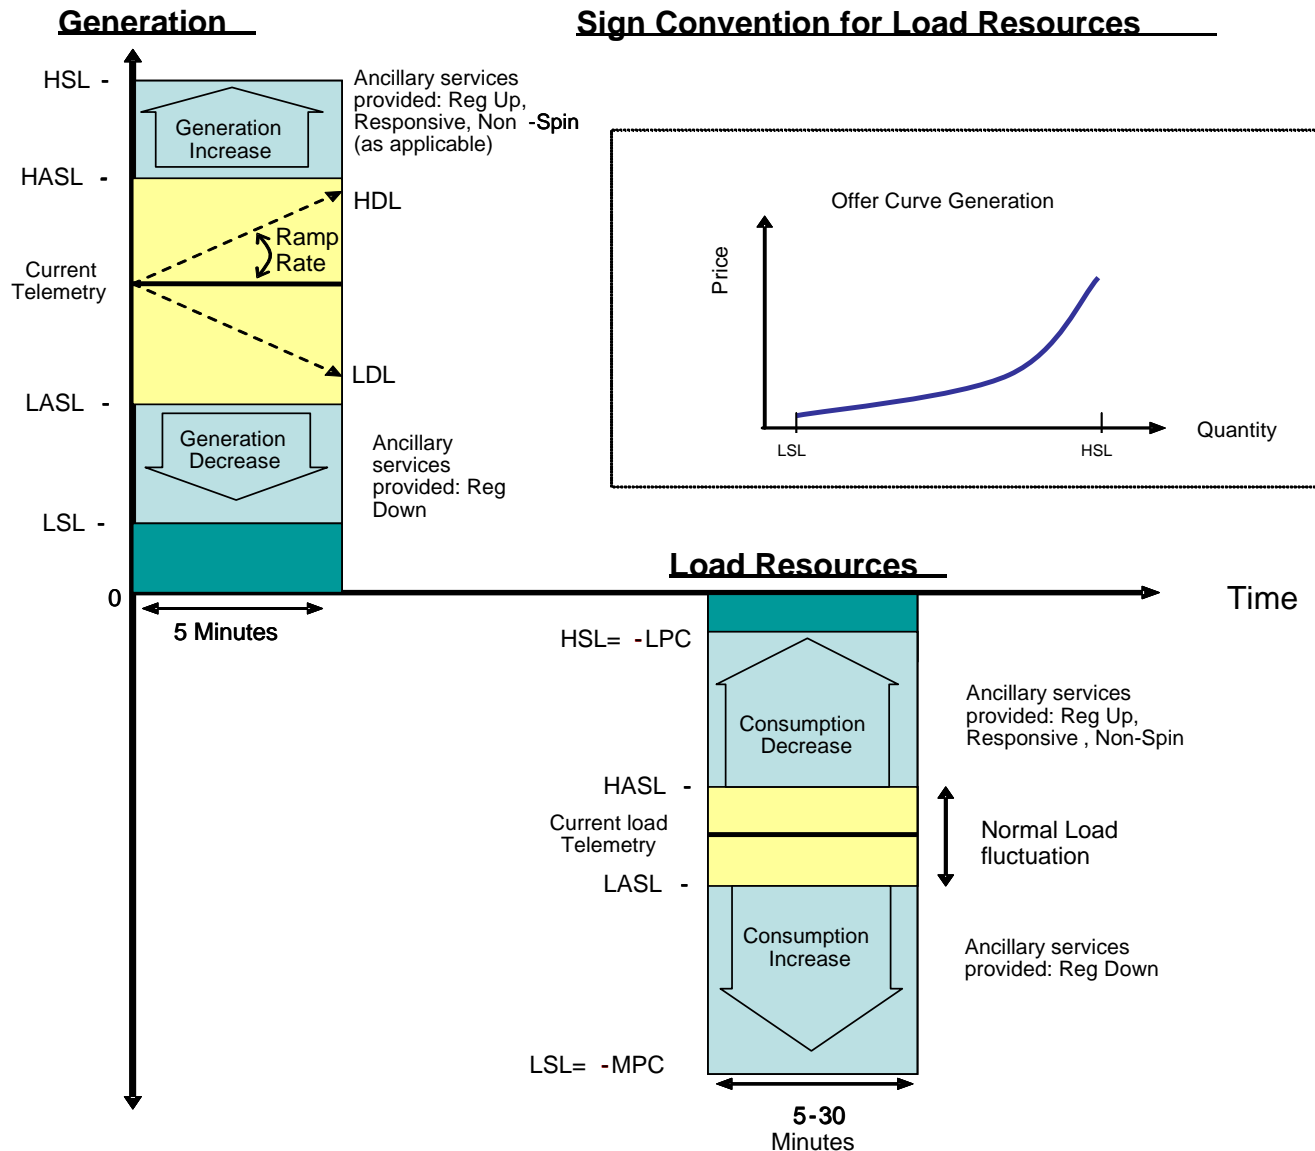 Generation
Sign Convention for Load Resources
HSL -
Ancillary services
provided: Reg Up,
Responsive, Non -Spin
(as applicable)
Generation
Increase
HASL -
HDL
Ramp
Rate
Current
Telemetry
LDL
LASL -
Generation
Decrease
Ancillary
services
provided: Reg
Down
LSL -
0
5 Minutes
Offer Curve Generation
Price
LSL
HSL
Quantity
Load Resources
Time
HSL= -LPC
Consumption
Decrease
Ancillary services
provided: Reg Up,
Responsive , Non-Spin
HASL -
Current load
Telemetry
Normal Load
fluctuation
LASL -
Consumption
Increase
Ancillary services
provided: Reg Down
LSL= -MPC
5-30
Minutes